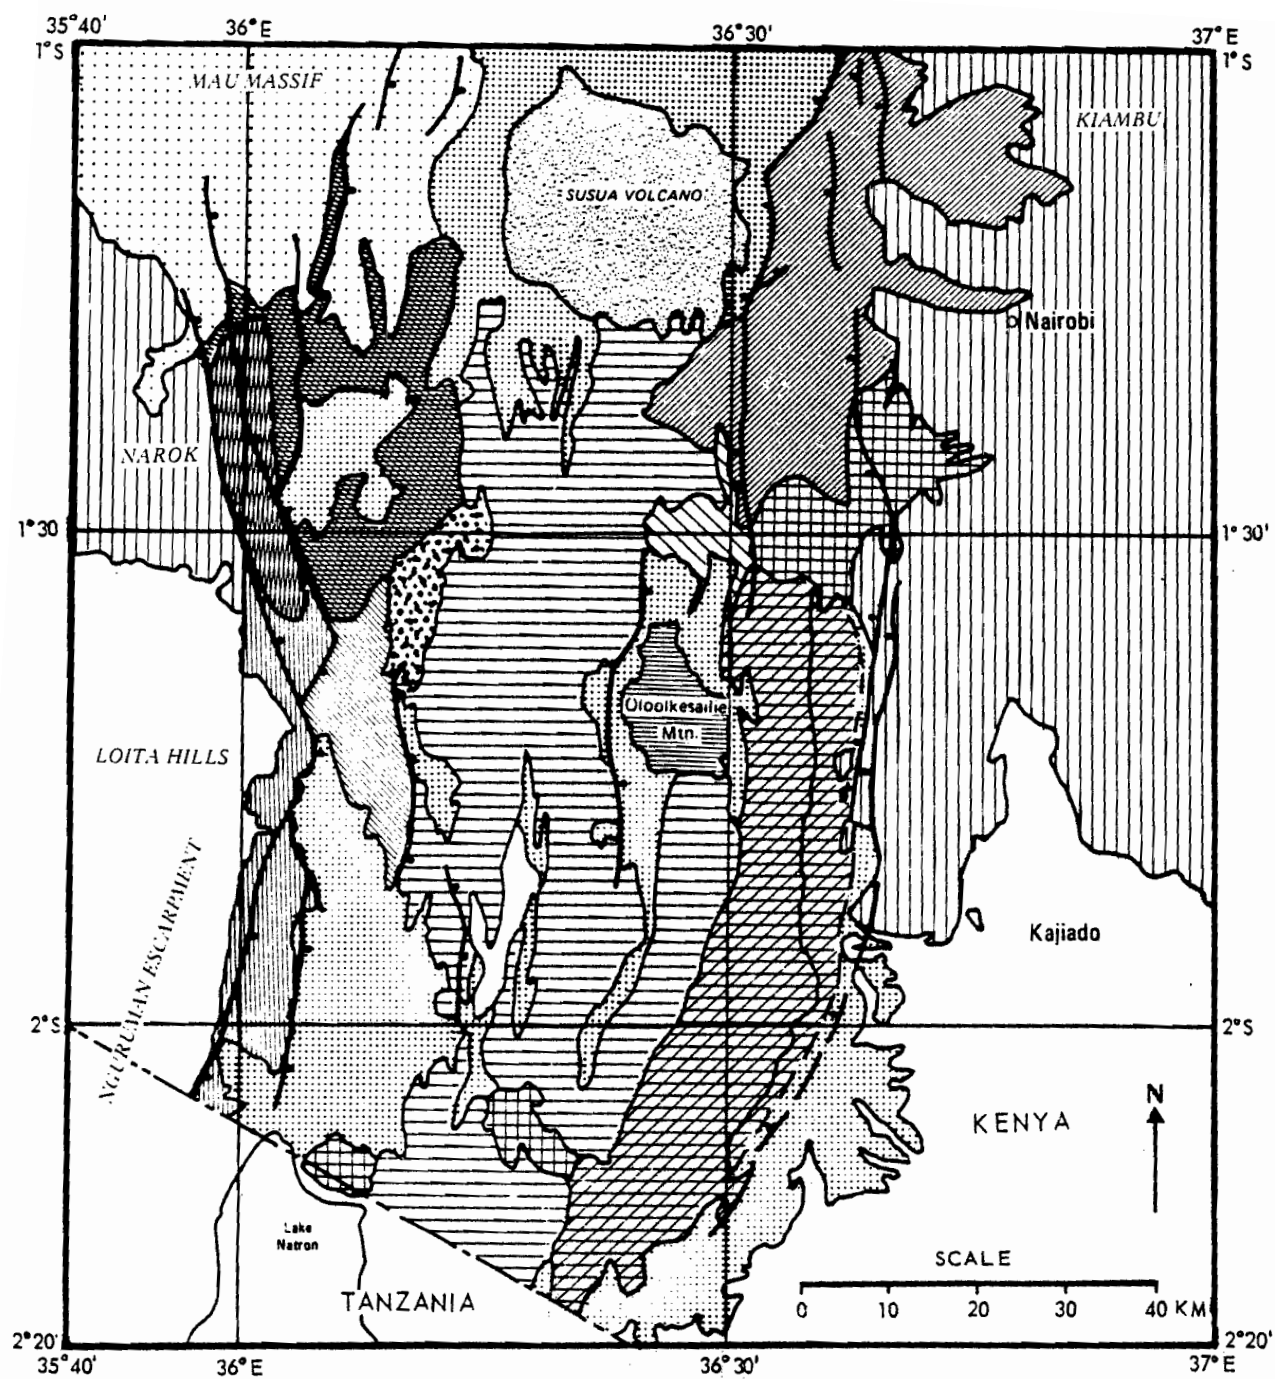 35°40' 36°E 36°30' 37°E
1°S 1°S
MAU MASSIF
KIAMBU
SUSUA VOLCANO
Nairobi
NAROK
1°30' 1°30'
Oloolkesailie
Mtn.
LOITA HILLS
NGURUMAN ESCARPMENT
Kajiado
2°S 2°S
N
KENYA
Lake
Natron
SCALE
TANZANIA
0 10 20 30 40 KM
2°20' 2°20'
35°40' 36°E 36°30' 37°E